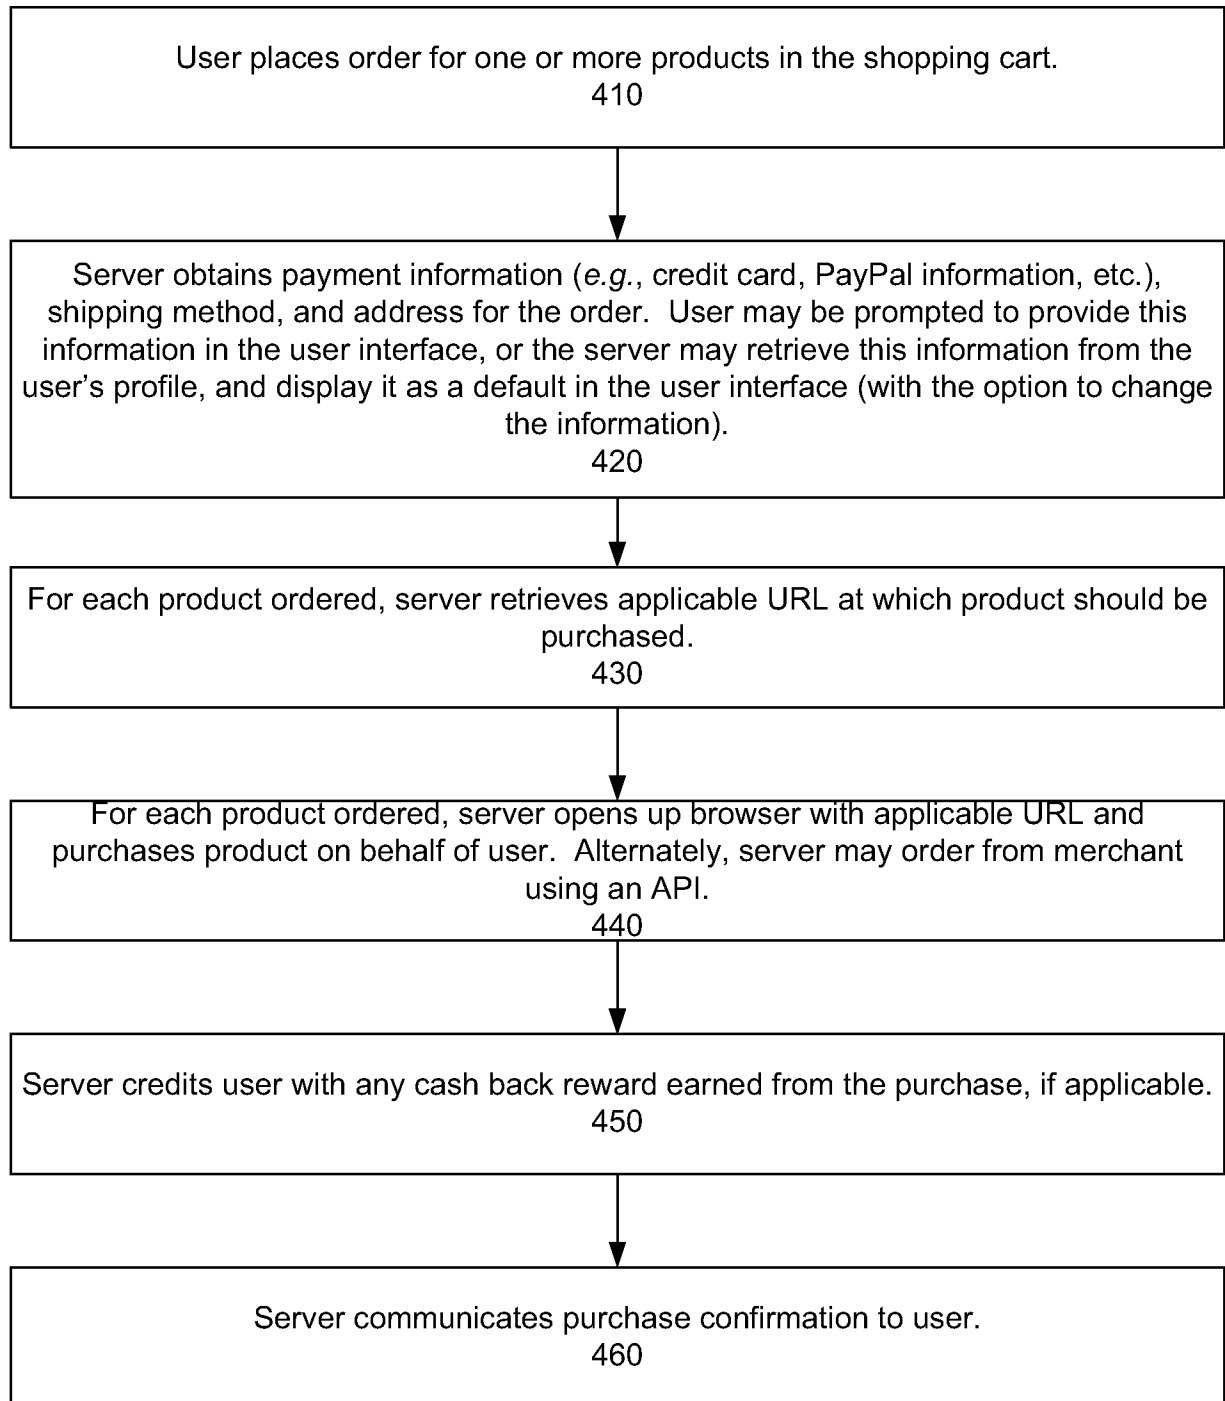 User places order for one or more products in the shopping cart.
410
Server obtains payment information (e.g., credit card, PayPal information, etc.),
shipping method, and address for the order.  User may be prompted to provide this
information in the user interface, or the server may retrieve this information from the
user's profile, and display it as a default in the user interface (with the option to change
the information).
420
For each product ordered, server retrieves applicable URL at which product should be
purchased.
430
For each product ordered, server opens up browser with applicable URL and
purchases product on behalf of user.  Alternately, server may order from merchant
using an API.
440
Server credits user with any cash back reward earned from the purchase, if applicable.
450
Server communicates purchase confirmation to user.
460